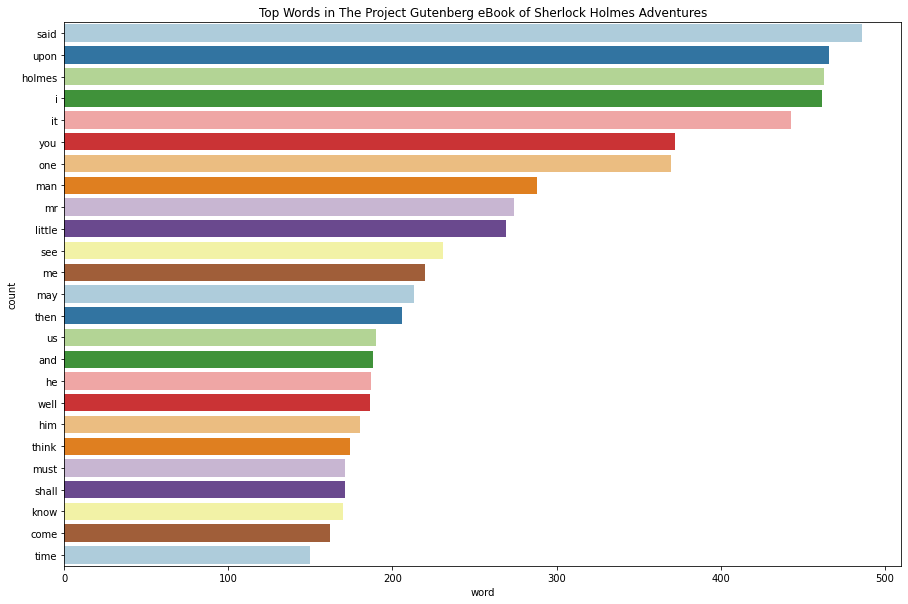 Top Words in The Project Gutenberg eBook of Sherlock Holmes Adventures
said
upon
holmes
i
it
you
one
man
mr
little
see
me
may
then
us
and
he
well
him
think
must
shall
know
come
time
count
0 100 200 300 400 500
word